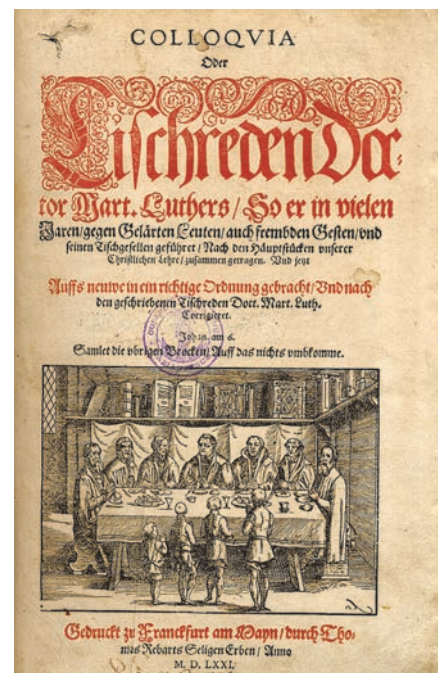 COLLOQVIA
Oder
Tischreden Doc-
tor Mart. Luthers / So er in vielen
Jaren / gegen Gelärten Leuten / auch frembden Gesten / vnd
seinen Tischgesellen geführet / Nach den Häuptstücken vnserer
Christlichen Lehre / zusammen getragen. Vnd jetzt
Auffs neuwe in ein richtige Ordnung gebracht / Vnd nach
den geschriebenen Tischreden Doct. Mart. Luth.
Corrigieret.
Johan. am 6.
Samlet die vbrigen Brocken / Auff das nichts vmbkomme.
Gedruckt zu Franckfurt am Mayn / durch Tho-
mas Rebarts Seligen Erben / Anno
M. D. LXXI.